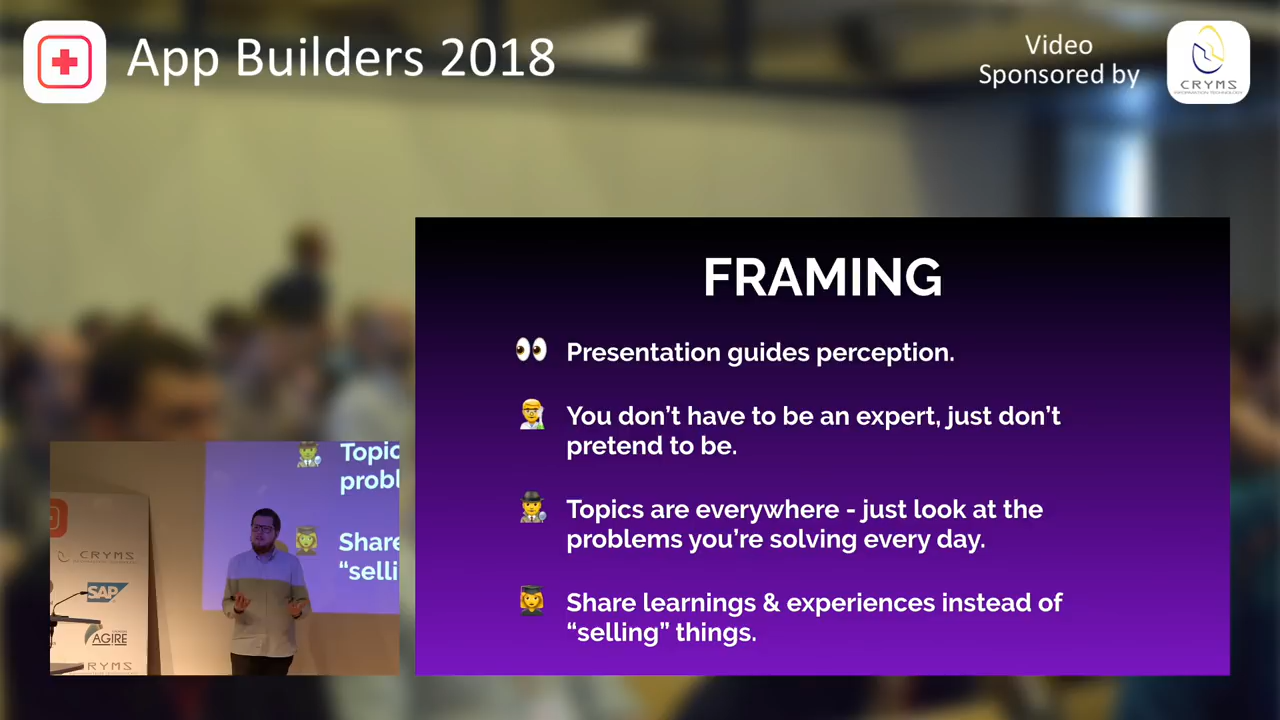 App Builders 2018
Video
Sponsored by
CRYMS
FRAMING
Presentation guides perception.
You don’t have to be an expert, just don’t
pretend to be.
Topics are everywhere - just look at the
problems you’re solving every day.
Share learnings & experiences instead of
“selling” things.
Topic
probl
Share
“selli
CRYMS
SAP
AGIRE
CRYMS